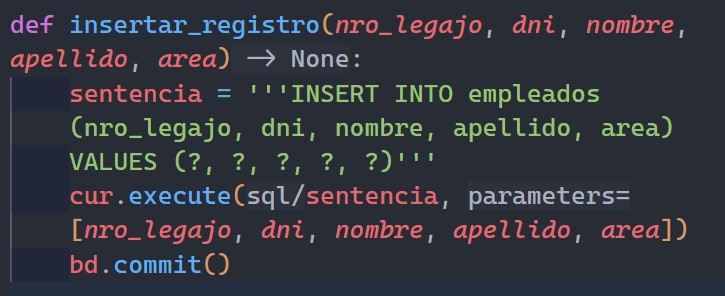 def insertar_registro(nro_legajo, dni, nombre,
apellido, area) -> None:
sentencia = '''INSERT INTO empleados
(nro_legajo, dni, nombre, apellido, area)
VALUES (?, ?, ?, ?, ?)'''
cur.execute(sql/sentencia, parameters=
[nro_legajo, dni, nombre, apellido, area])
bd.commit()